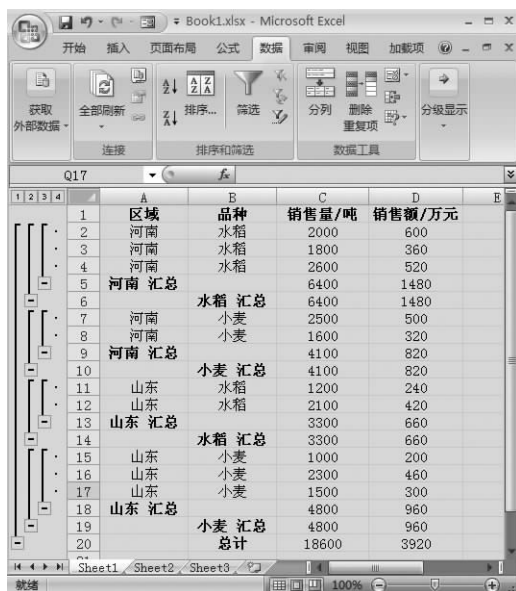 Book1.xlsx - Microsoft Excel
开始 插入 页面布局 公式 数据 审阅 视图 加载项
获取外部数据 全部刷新 排序... 筛选 分列 删除重复项 分级显示
连接 排序和筛选 数据工具
Q17 fx
1 2 3 4 A B C D E
1 区域 品种 销售量/吨 销售额/万元
2 河南 水稻 2000 600
3 河南 水稻 1800 360
4 河南 水稻 2600 520
5 河南 汇总 6400 1480
6 水稻 汇总 6400 1480
7 河南 小麦 2500 500
8 河南 小麦 1600 320
9 河南 汇总 4100 820
10 小麦 汇总 4100 820
11 山东 水稻 1200 240
12 山东 水稻 2100 420
13 山东 汇总 3300 660
14 水稻 汇总 3300 660
15 山东 小麦 1000 200
16 山东 小麦 2300 460
17 山东 小麦 1500 300
18 山东 汇总 4800 960
19 小麦 汇总 4800 960
20 总计 18600 3920
Sheet1 Sheet2 Sheet3
就绪 100%